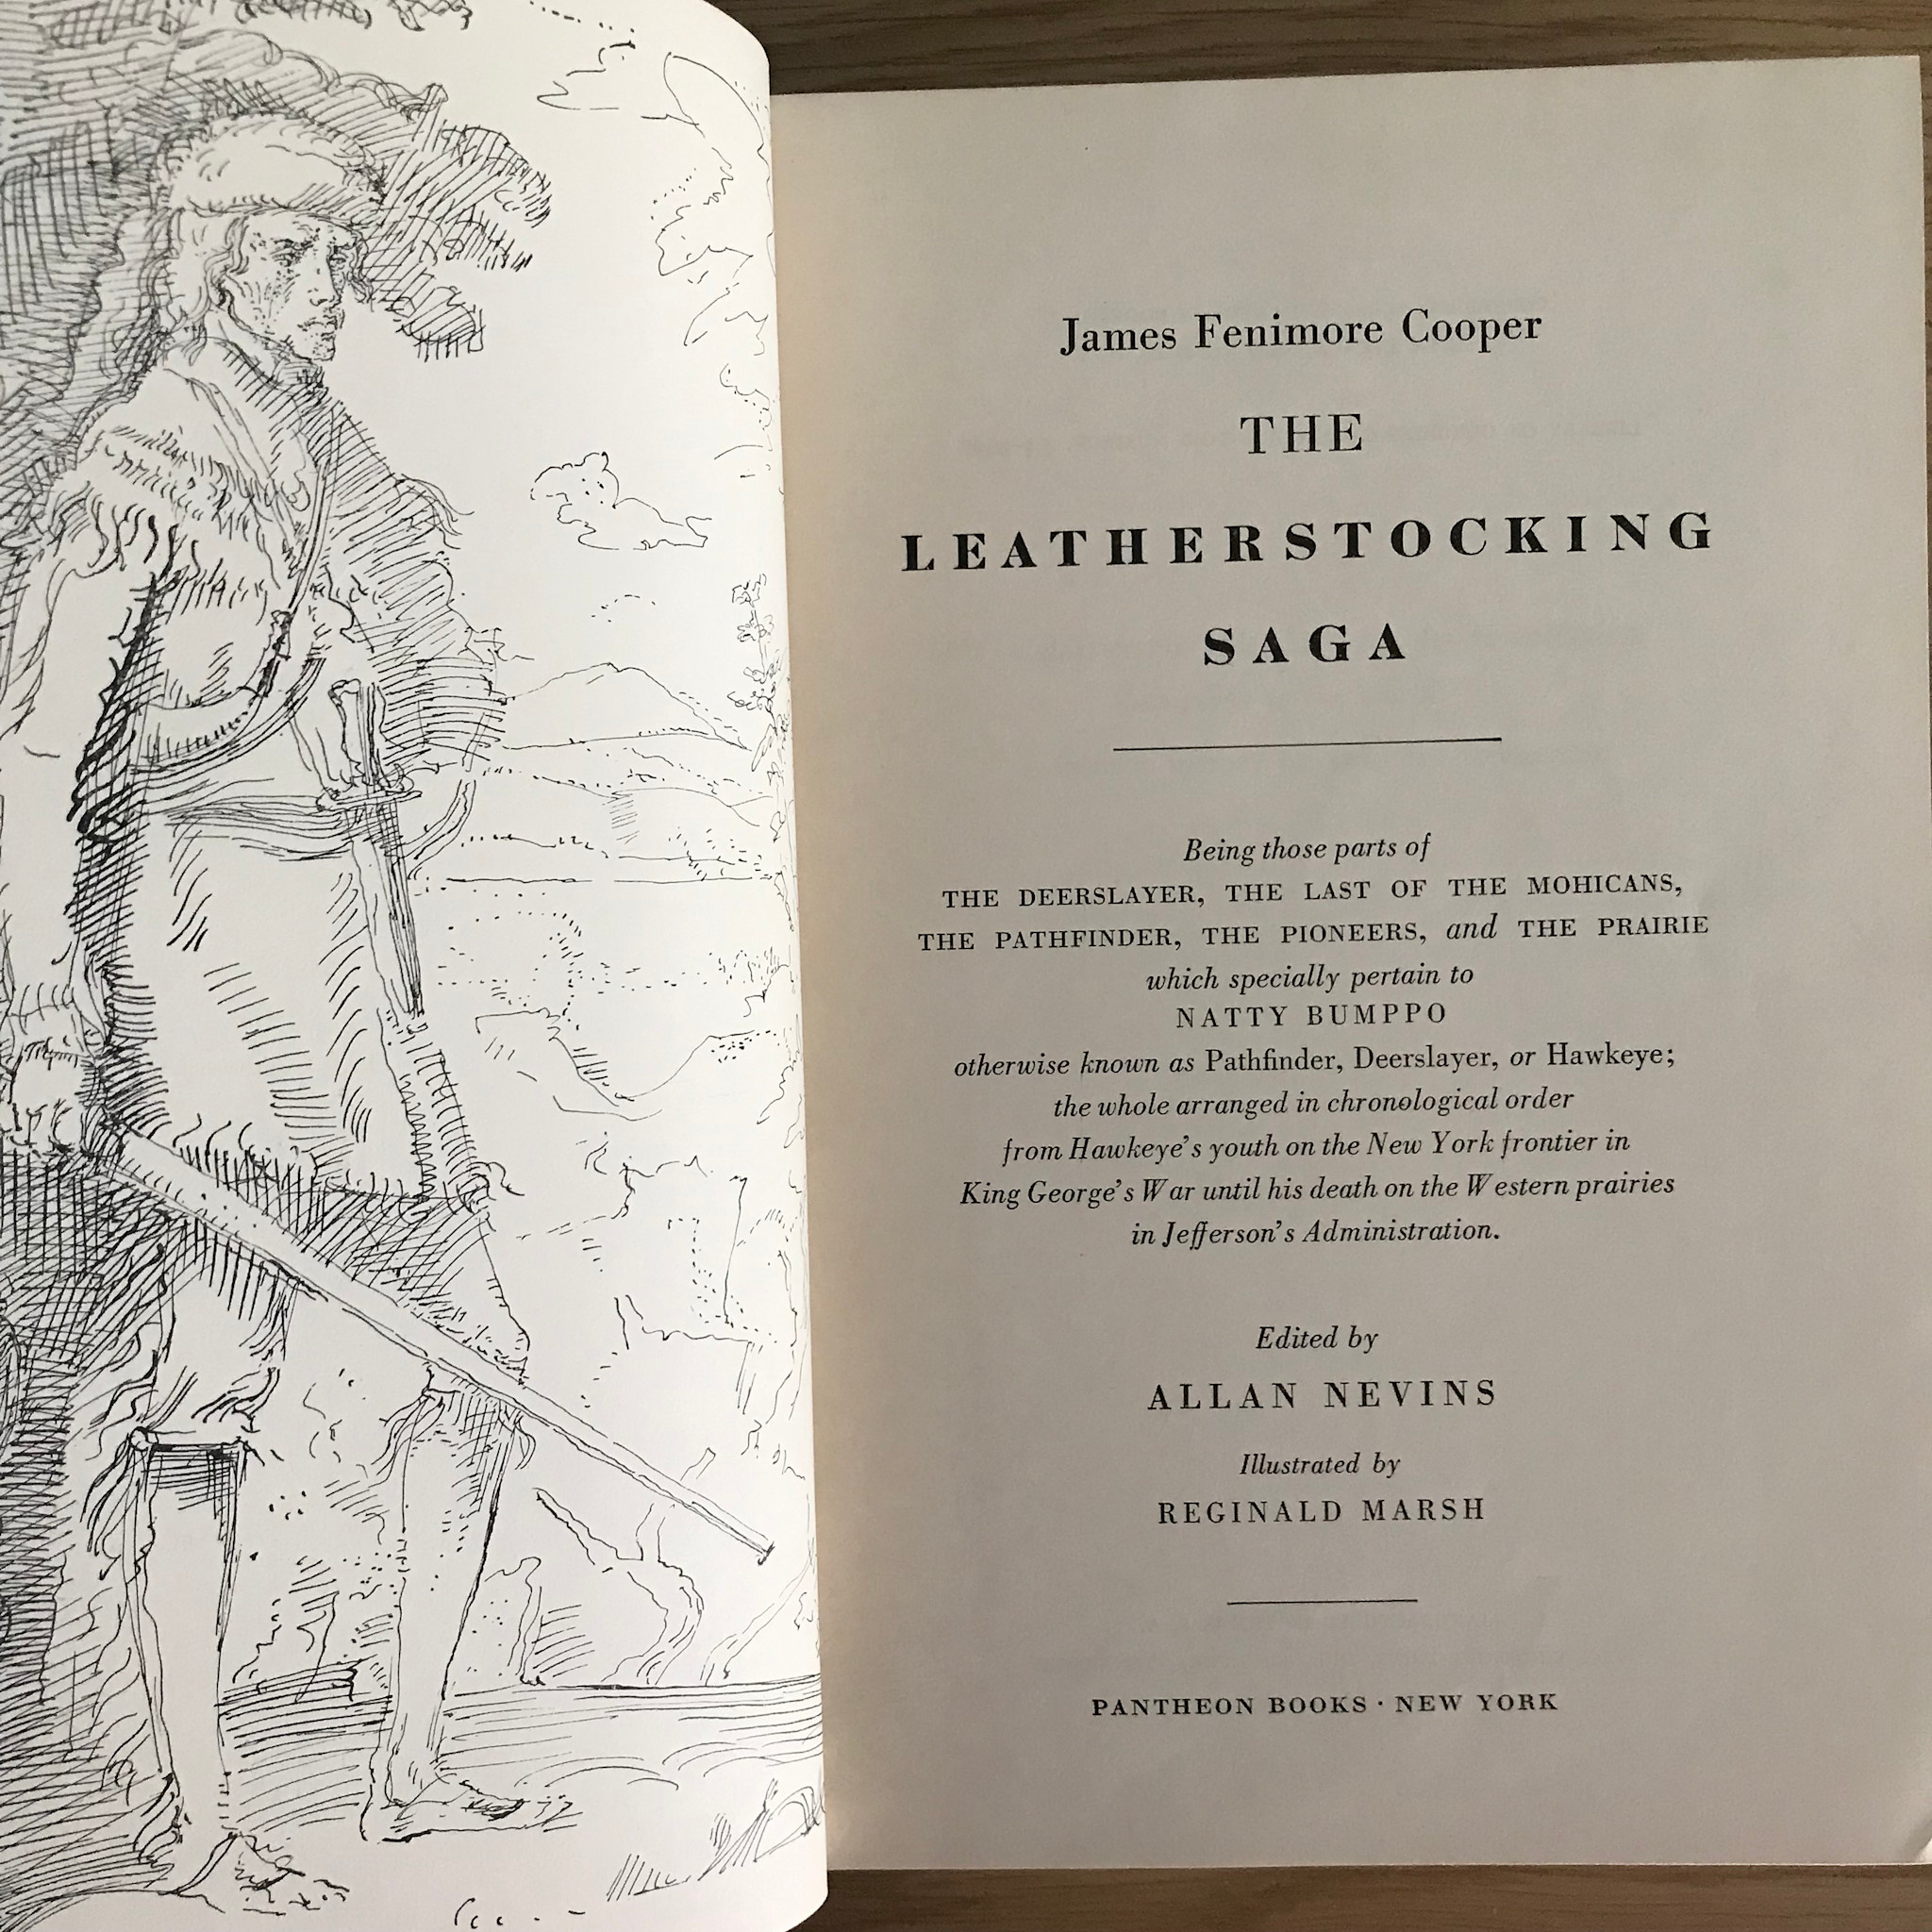 James Fenimore Cooper
THE
LEATHERSTOCKING
SAGA
Being those parts of
THE DEERSLAYER, THE LAST OF THE MOHICANS,
THE PATHFINDER, THE PIONEERS, and THE PRAIRIE
which specially pertain to
NATTY BUMPPO
otherwise known as Pathfinder, Deerslayer, or Hawkeye;
the whole arranged in chronological order
from Hawkeye's youth on the New York frontier in
King George's War until his death on the Western prairies
in Jefferson's Administration.
Edited by
ALLAN NEVINS
Illustrated by
REGINALD MARSH
PANTHEON BOOKS · NEW YORK